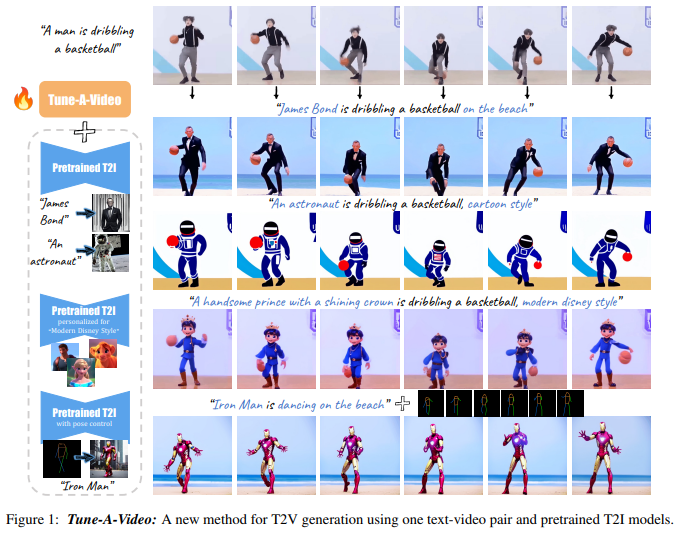 “A man is dribbling
a basketball”
Tune-A-Video
“James Bond is dribbling a basketball on the beach”
Pretrained T2I
“James
Bond”
“An
astronaut”
“An astronaut is dribbling a basketball, cartoon style”
“A handsome prince with a shining crown is dribbling a basketball, modern disney style”
Pretrained T2I
personalized for
“Modern Disney Style”
“Iron Man is dancing on the beach”
Pretrained T2I
with pose control
“Iron Man”
Figure 1: Tune-A-Video: A new method for T2V generation using one text-video pair and pretrained T2I models.